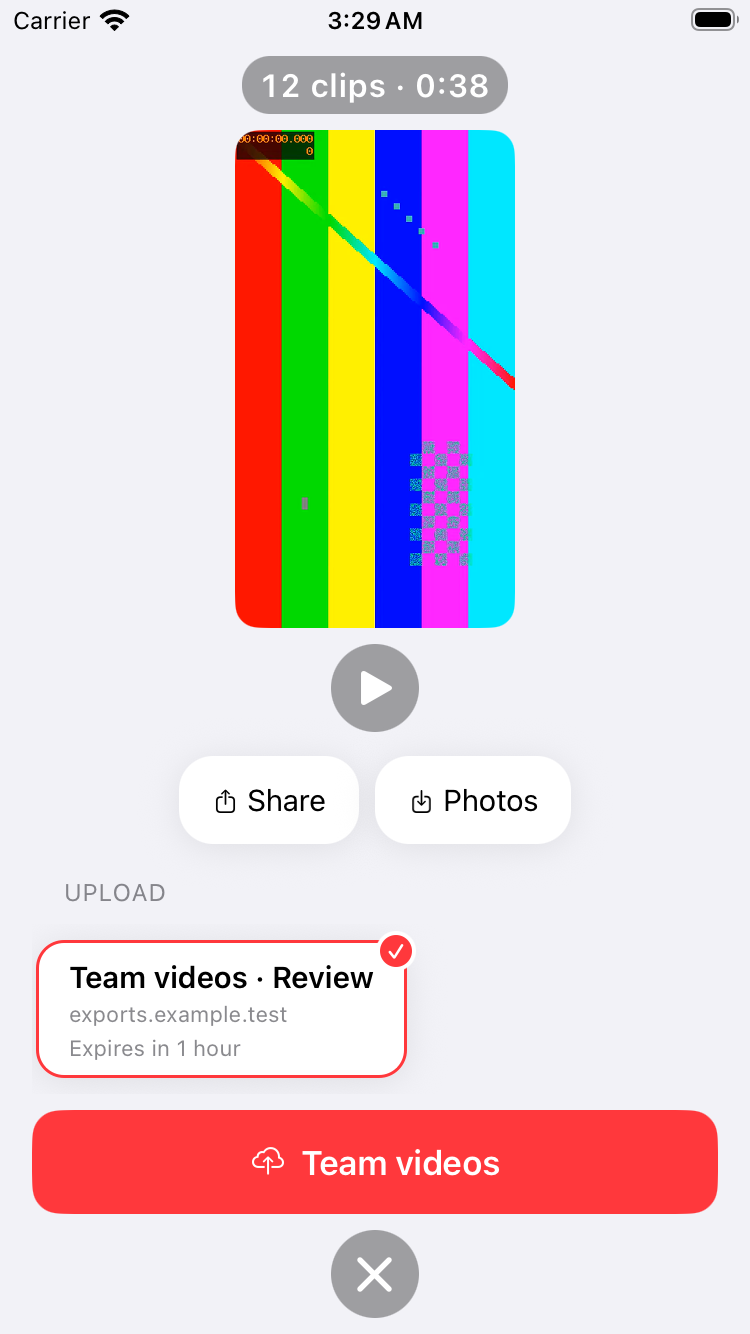 Carrier 3:29 AM
12 clips · 0:38
00:00:00.000
0
Share Photos
UPLOAD
Team videos · Review
exports.example.test
Expires in 1 hour
Team videos